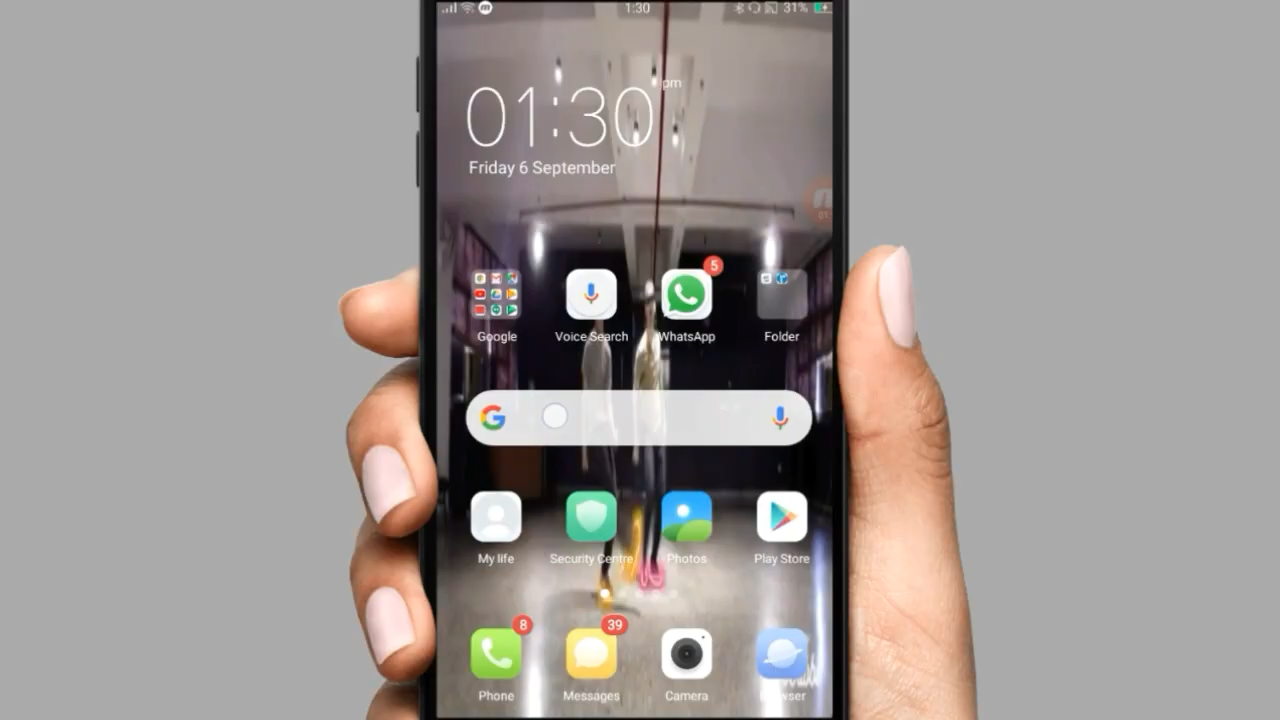 1:30 31%
01:30 pm
Friday 6 September
5
Google Voice Search WhatsApp Folder
G
My life Security Centre Photos Play Store
8 39
Phone Messages Camera